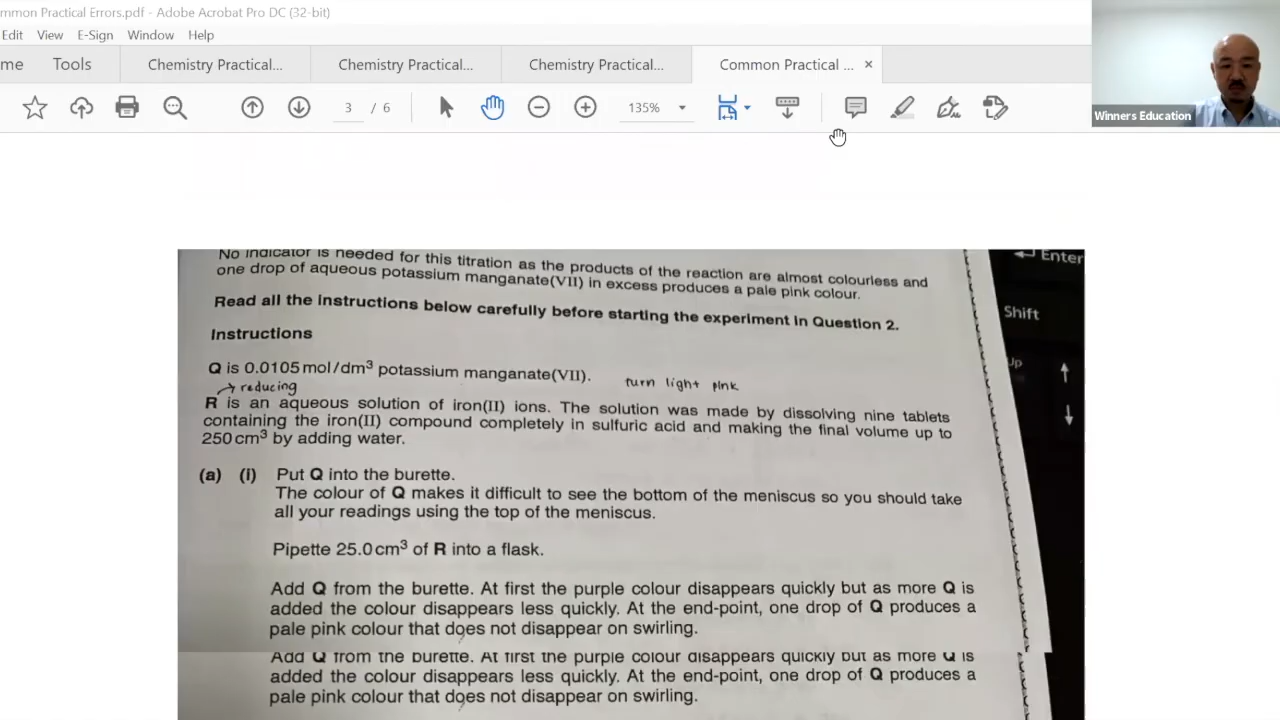 mmon Practical Errors.pdf - Adobe Acrobat Pro DC (32-bit)
Edit View E-Sign Window Help
me Tools Chemistry Practical... Chemistry Practical... Chemistry Practical... Common Practical ... ×
3 / 6 135%
Winners Education
No indicator is needed for this titration as the products of the reaction are almost colourless and
one drop of aqueous potassium manganate(VII) in excess produces a pale pink colour.
Read all the instructions below carefully before starting the experiment in Question 2.
Instructions
Q is 0.0105 mol/dm³ potassium manganate(VII). turn light pink
→ reducing
R is an aqueous solution of iron(II) ions. The solution was made by dissolving nine tablets
containing the iron(II) compound completely in sulfuric acid and making the final volume up to
250 cm³ by adding water.
(a) (i) Put Q into the burette.
The colour of Q makes it difficult to see the bottom of the meniscus so you should take
all your readings using the top of the meniscus.
Pipette 25.0 cm³ of R into a flask.
Add Q from the burette. At first the purple colour disappears quickly but as more Q is
added the colour disappears less quickly. At the end-point, one drop of Q produces a
pale pink colour that does not disappear on swirling.
Add Q from the burette. At first the purple colour disappears quickly but as more Q is
added the colour disappears less quickly. At the end-point, one drop of Q produces a
pale pink colour that does not disappear on swirling.
Enter
Shift
Up